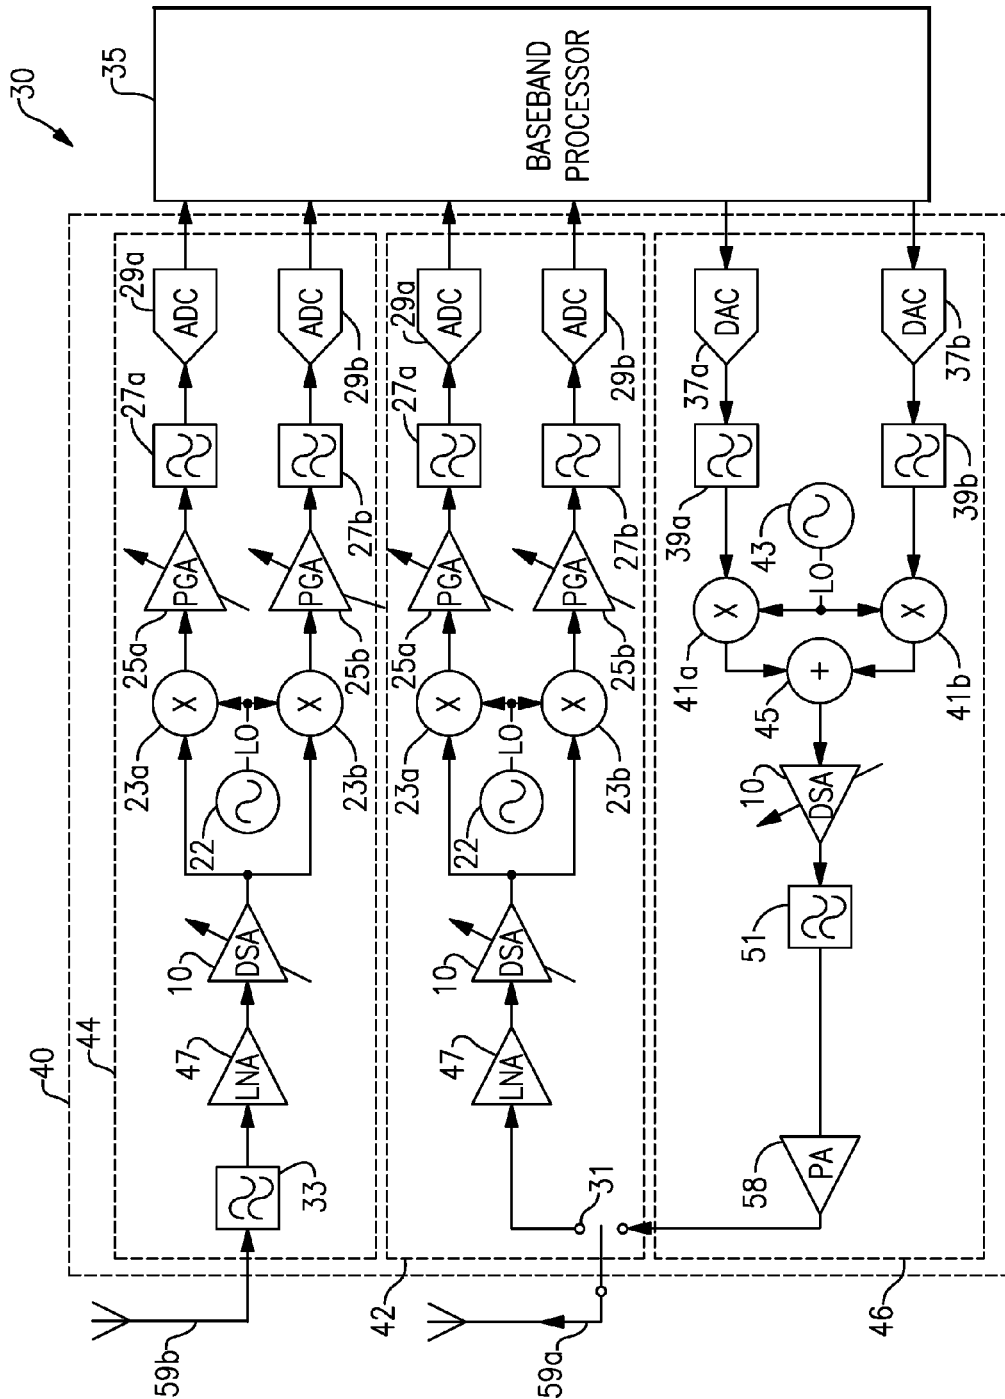 30
35
BASEBAND
PROCESSOR
40
44
59b
33
47
LNA
10
DSA
22
LO
23a
X
23b
X
25a
PGA
25b
PGA
27a
27b
29a
ADC
29b
ADC
42
59a
31
47
LNA
10
DSA
22
LO
23a
X
23b
X
25a
PGA
25b
PGA
27a
27b
29a
ADC
29b
ADC
46
37a
DAC
37b
DAC
39a
39b
43
LO
41a
X
41b
X
45
+
10
DSA
51
58
PA